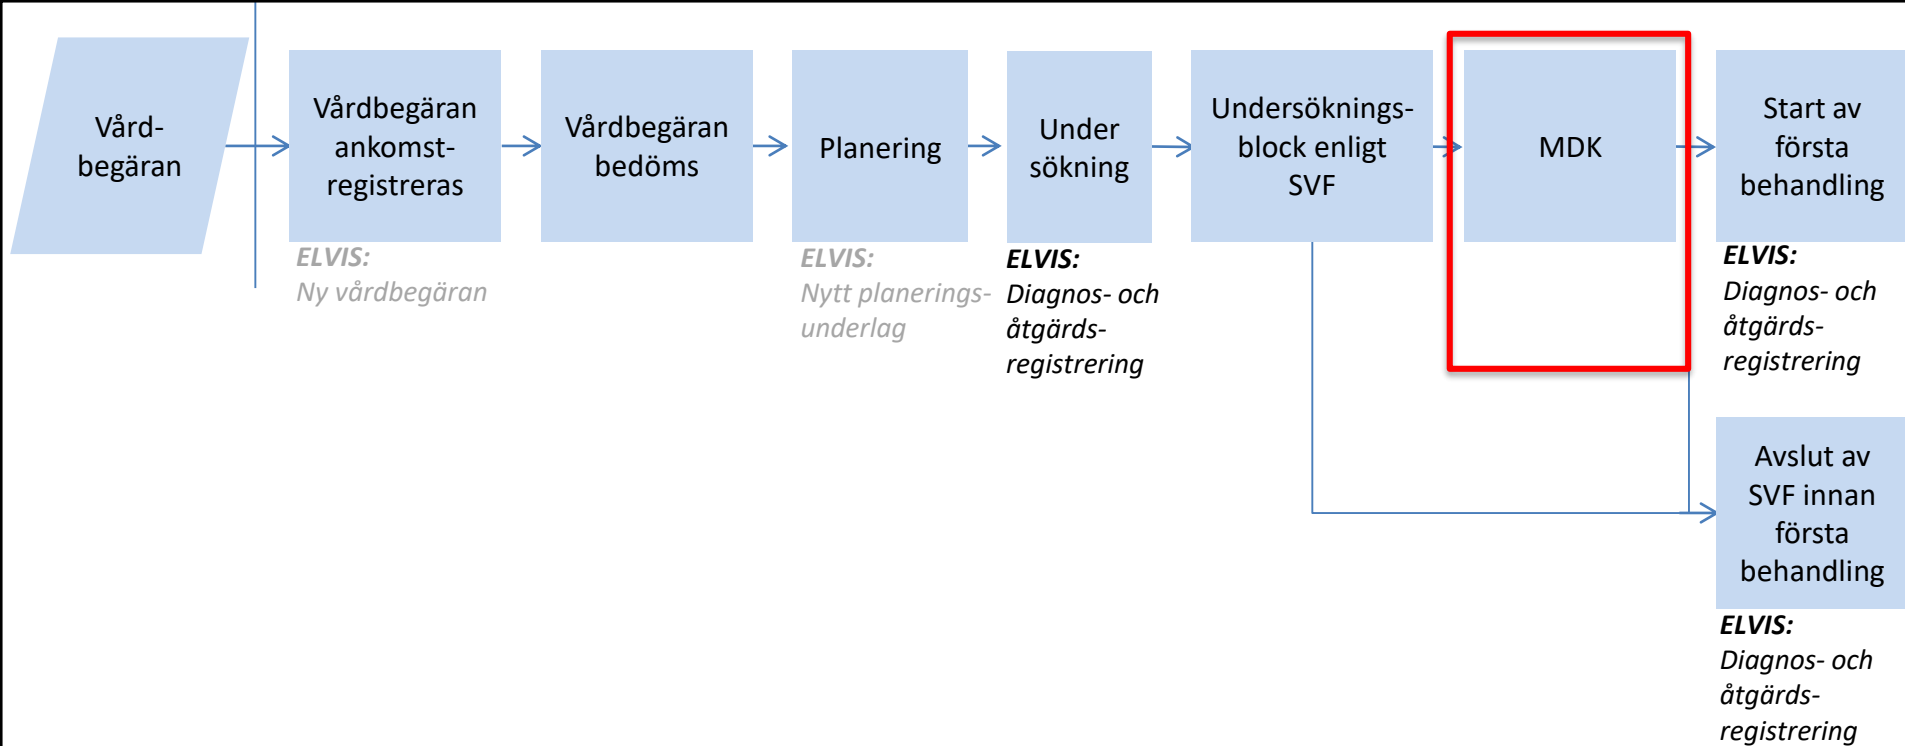 Vård-
begäran
Vårdbegäran
ankomst-
registreras
ELVIS:
Ny vårdbegäran
Vårdbegäran
bedöms
Planering
ELVIS:
Nytt planerings-
underlag
Under
sökning
ELVIS:
Diagnos- och
åtgärds-
registrering
Undersöknings-
block enligt
SVF
MDK
Start av
första
behandling
ELVIS:
Diagnos- och
åtgärds-
registrering
Avslut av
SVF innan
första
behandling
ELVIS:
Diagnos- och
åtgärds-
registrering